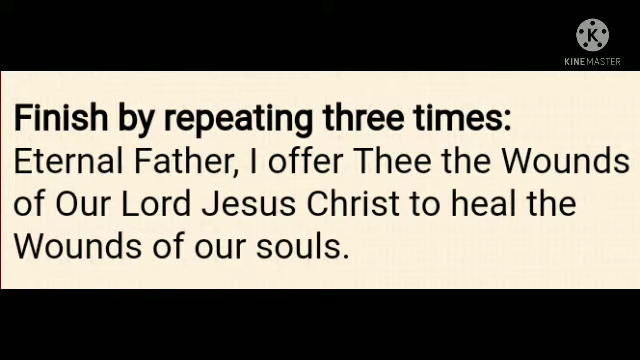 KINEMASTER
Finish by repeating three times:
Eternal Father, I offer Thee the Wounds
of Our Lord Jesus Christ to heal the
Wounds of our souls.